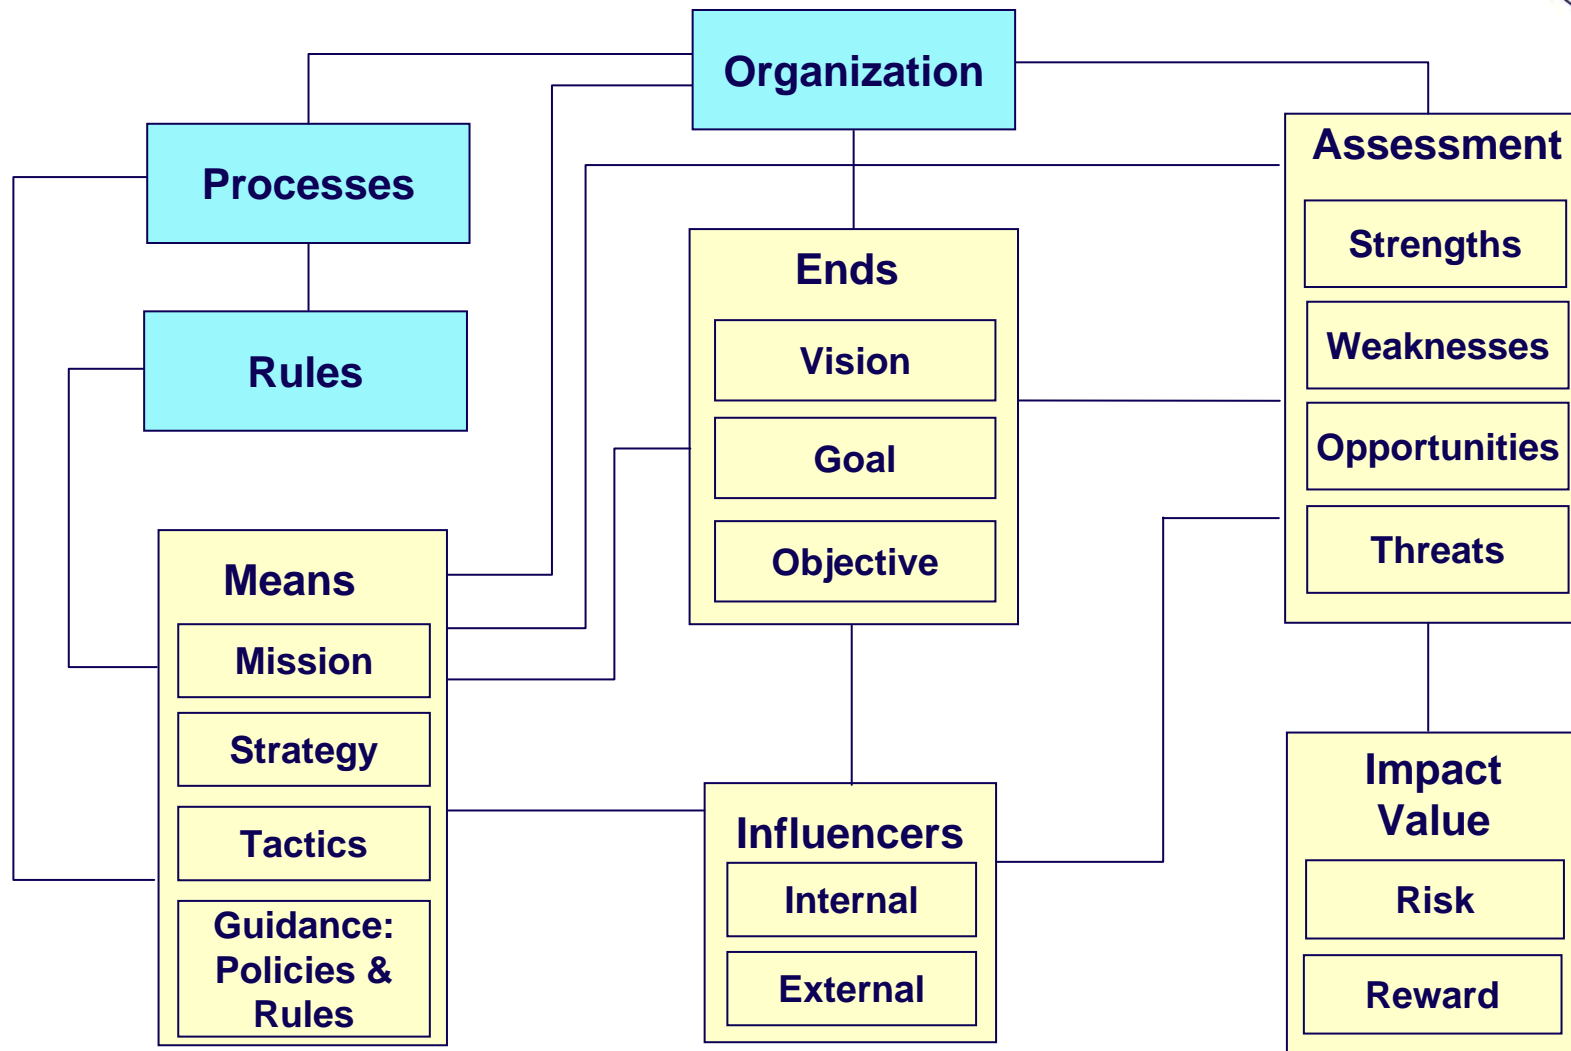 Organization
Processes
Rules
Means
Mission
Strategy
Tactics
Guidance:
Policies &
Rules
Ends
Vision
Goal
Objective
Influencers
Internal
External
Assessment
Strengths
Weaknesses
Opportunities
Threats
Impact
Value
Risk
Reward